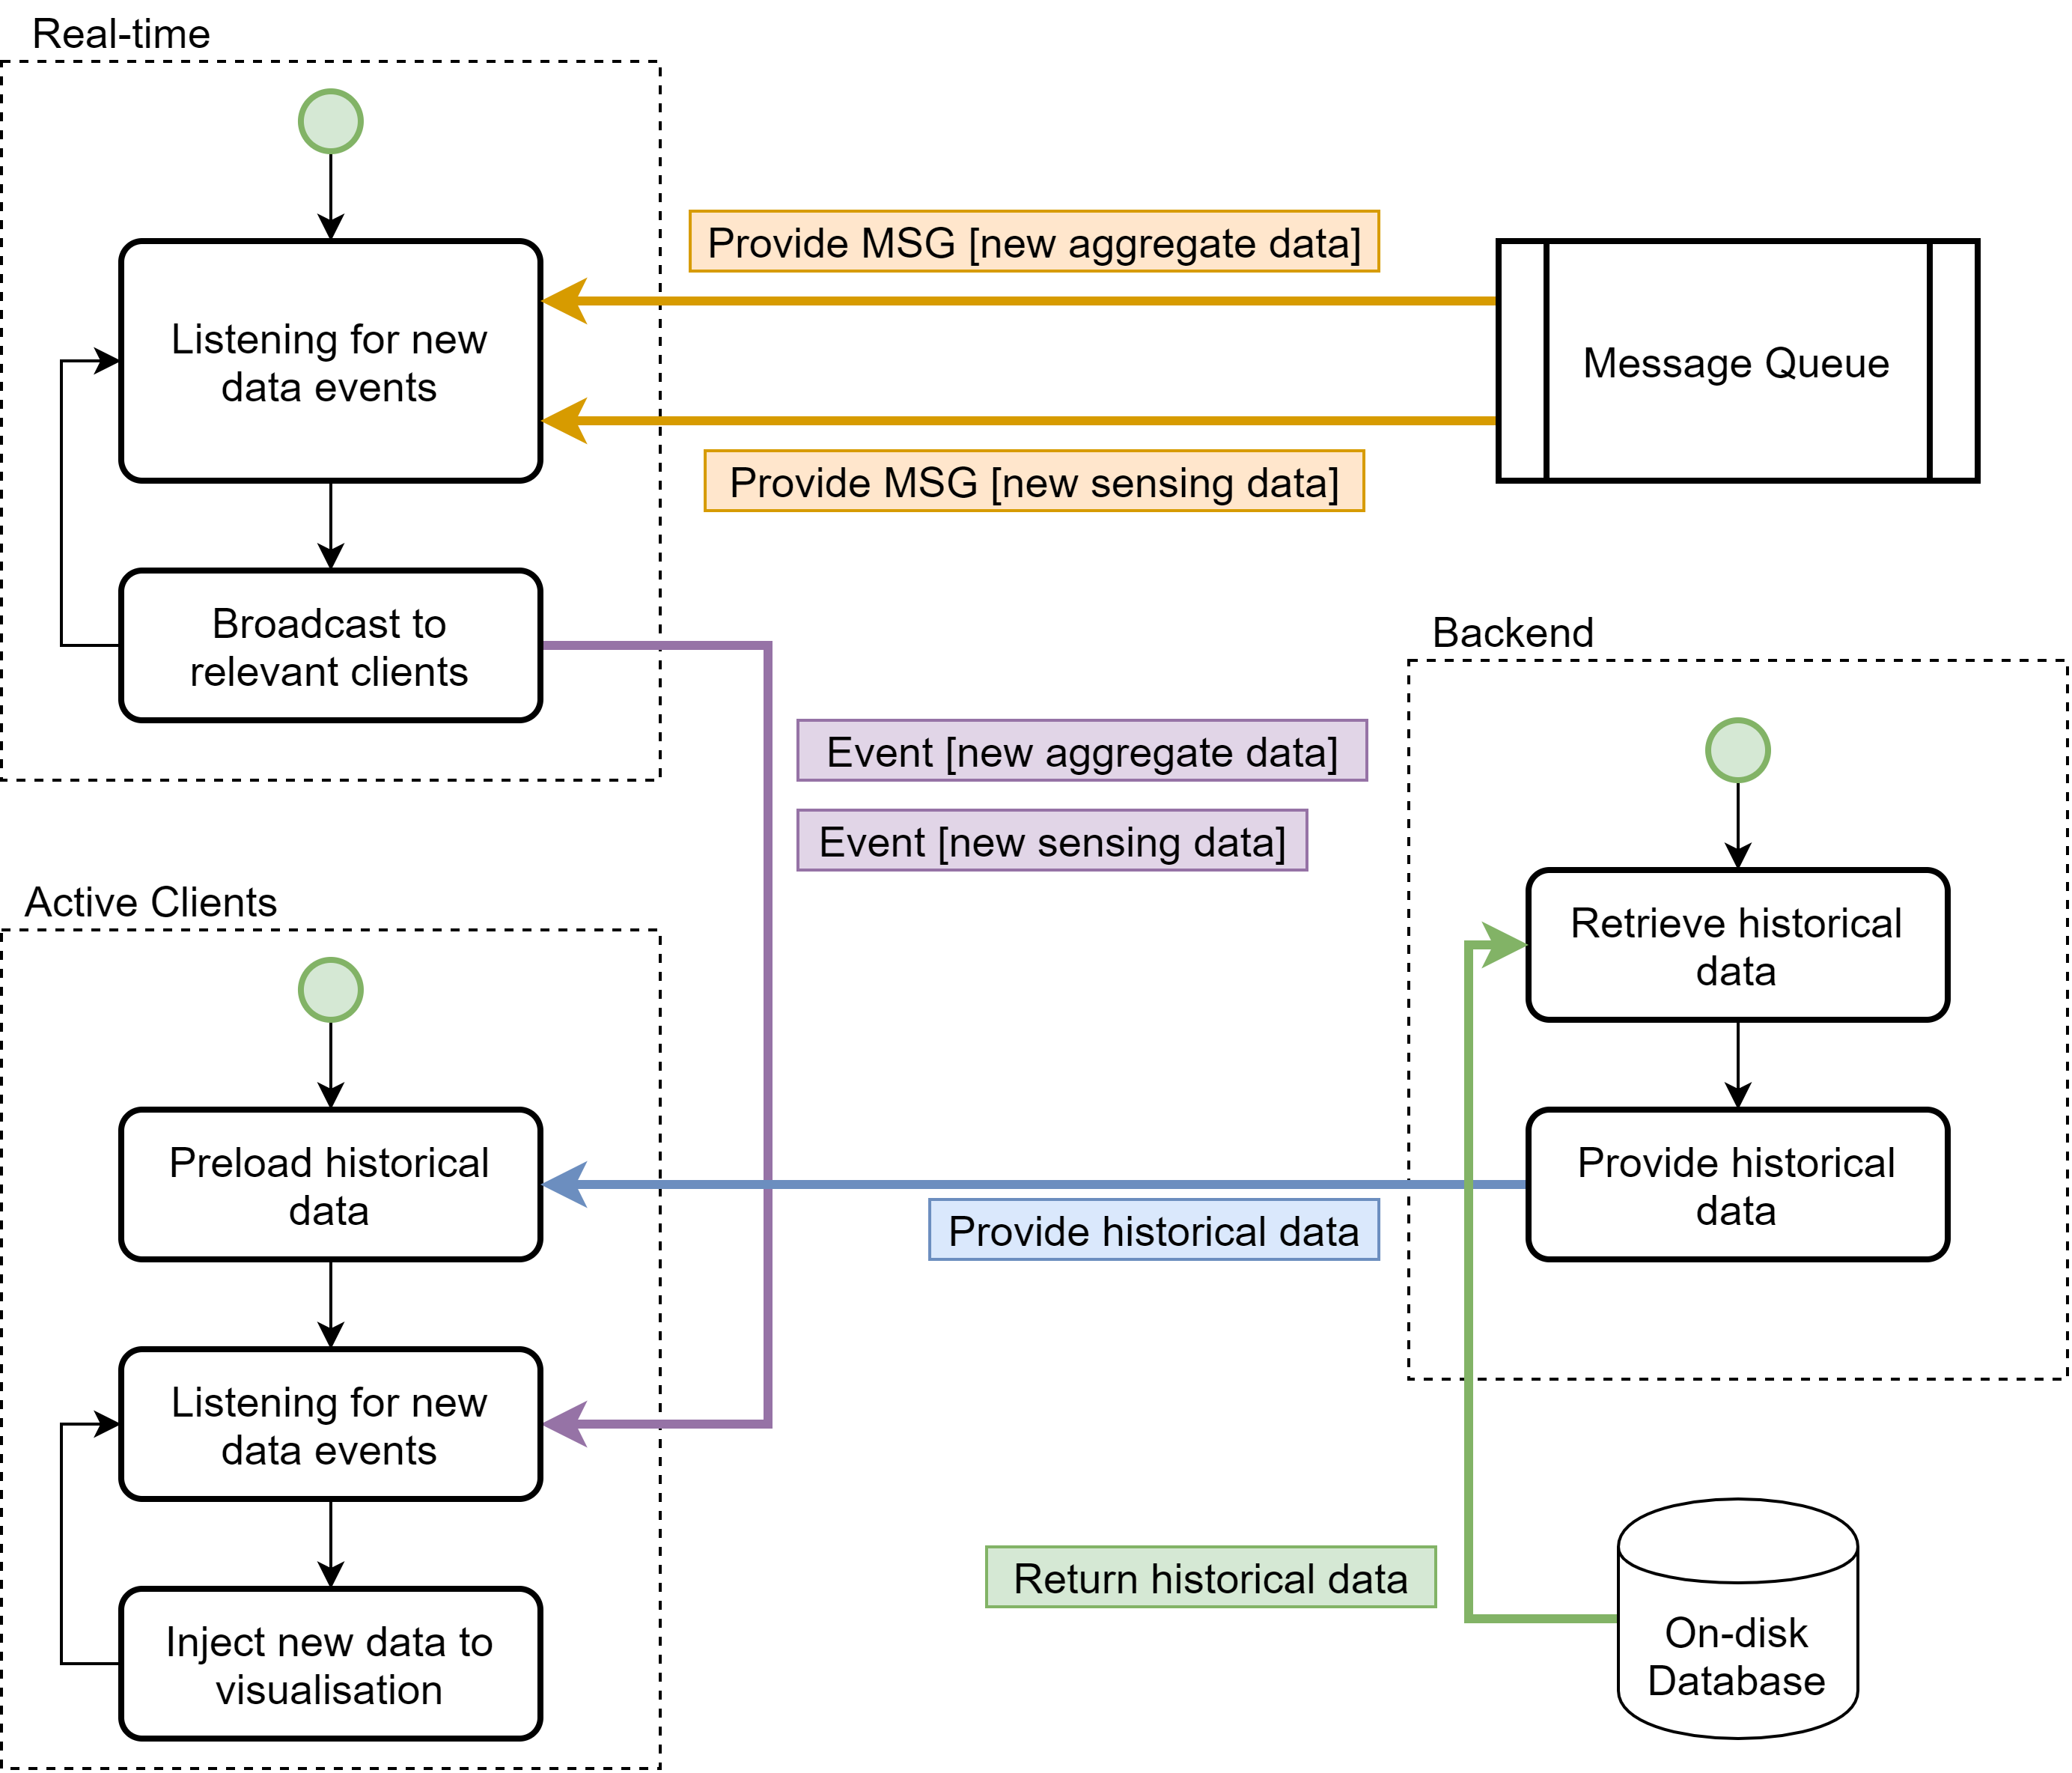 Real-time
Provide MSG [new aggregate data]
Listening for new
data events
Message Queue
Provide MSG [new sensing data]
Broadcast to
relevant clients
Backend
Event [new aggregate data]
Event [new sensing data]
Active Clients
Retrieve historical
data
Preload historical
data
Provide historical
data
Provide historical data
Listening for new
data events
Return historical data
Inject new data to
visualisation
On-disk
Database